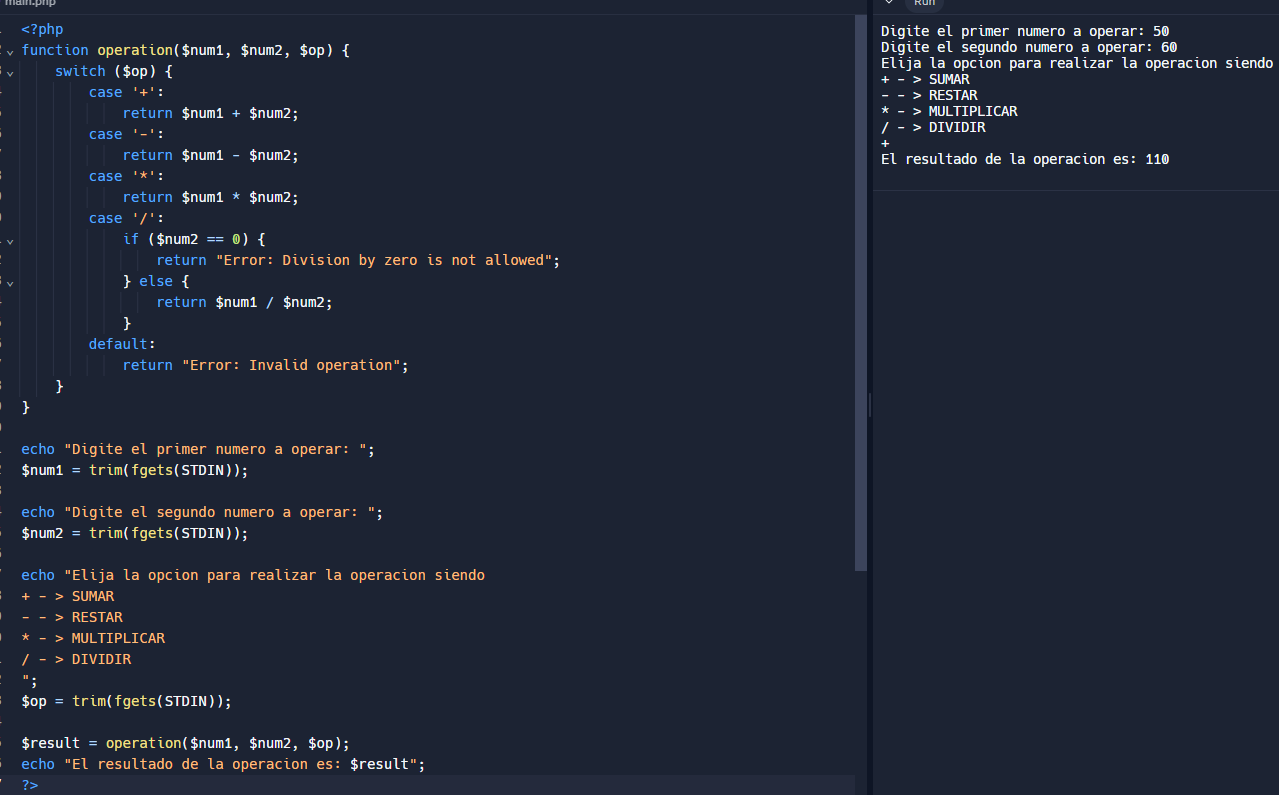 main.php
<?php
function operation($num1, $num2, $op) {
switch ($op) {
case '+':
return $num1 + $num2;
case '-':
return $num1 - $num2;
case '*':
return $num1 * $num2;
case '/':
if ($num2 == 0) {
return "Error: Division by zero is not allowed";
} else {
return $num1 / $num2;
}
default:
return "Error: Invalid operation";
}
}
echo "Digite el primer numero a operar: ";
$num1 = trim(fgets(STDIN));
echo "Digite el segundo numero a operar: ";
$num2 = trim(fgets(STDIN));
echo "Elija la opcion para realizar la operacion siendo
+ - > SUMAR
- - > RESTAR
* - > MULTIPLICAR
/ - > DIVIDIR
";
$op = trim(fgets(STDIN));
$result = operation($num1, $num2, $op);
echo "El resultado de la operacion es: $result";
?>
Run
Digite el primer numero a operar: 50
Digite el segundo numero a operar: 60
Elija la opcion para realizar la operacion siendo
+ - > SUMAR
- - > RESTAR
* - > MULTIPLICAR
/ - > DIVIDIR
+
El resultado de la operacion es: 110